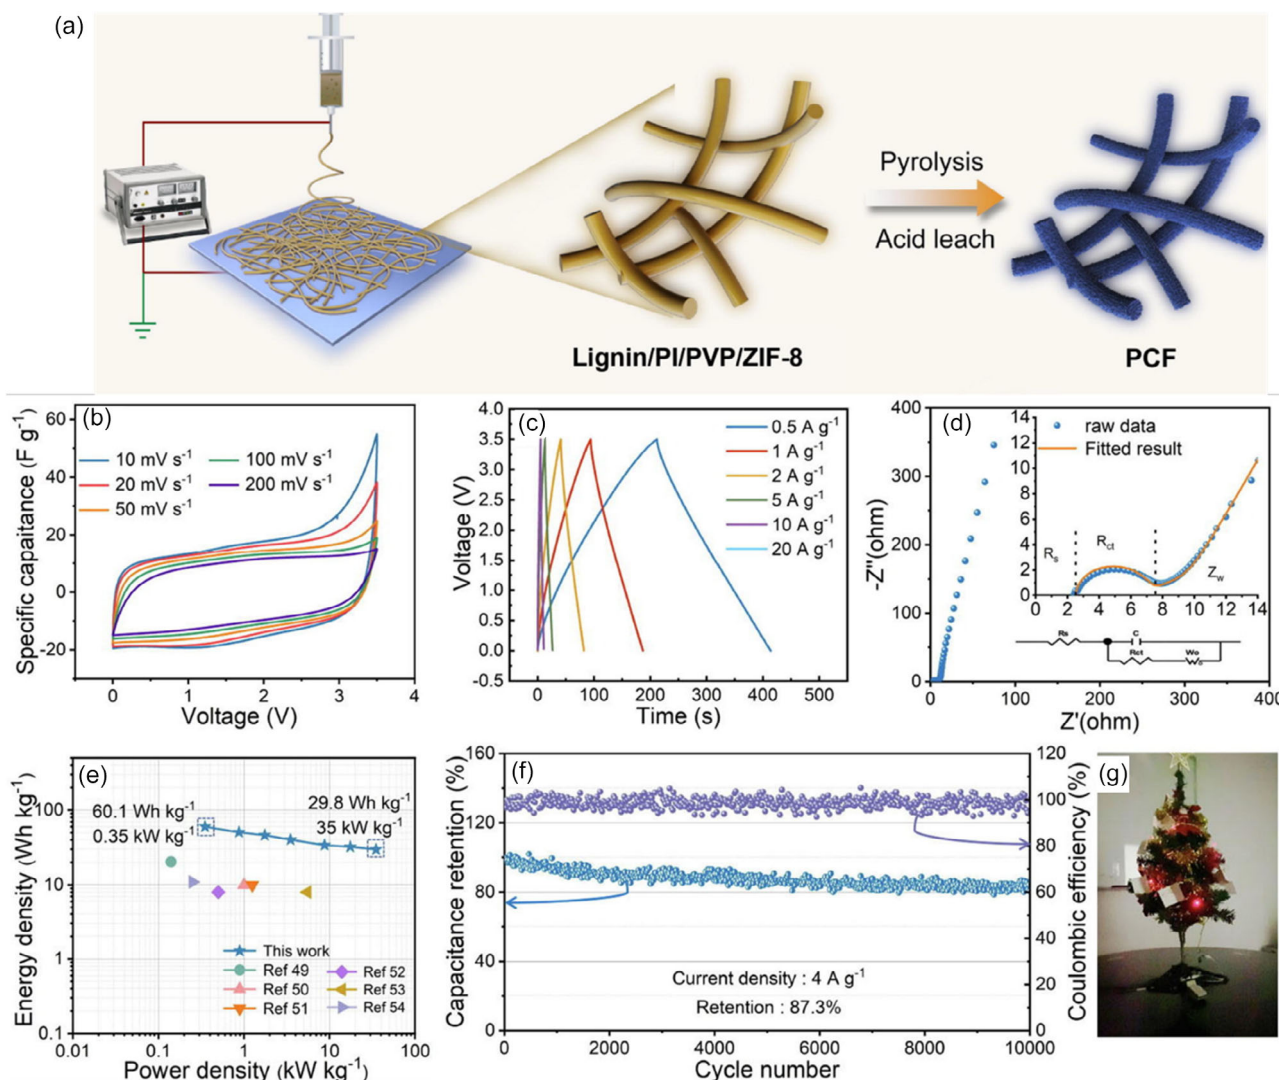 (a)
Pyrolysis
Acid leach
Lignin/PI/PVP/ZIF-8
PCF
(b)
Specific capaitance (F g⁻¹)
60
40
20
0
-20
10 mV s⁻¹
100 mV s⁻¹
20 mV s⁻¹
200 mV s⁻¹
50 mV s⁻¹
0 1 2 3 4
Voltage (V)
(c)
Voltage (V)
4.0
3.5
3.0
2.5
2.0
1.5
1.0
0.5
0.0
-0.5
0.5 A g⁻¹
1 A g⁻¹
2 A g⁻¹
5 A g⁻¹
10 A g⁻¹
20 A g⁻¹
0 100 200 300 400 500
Time (s)
(d)
-Z"(ohm)
400
300
200
100
0
14
12
10
8
6
4
2
0
raw data
Fitted result
Rs
Rct
Zw
0 2 4 6 8 10 12 14
Rs
C
Rct
Wo
100 200 300 400
Z'(ohm)
(e)
Energy density (Wh kg⁻¹)
100
10
1
0.1
60.1 Wh kg⁻¹
0.35 kW kg⁻¹
29.8 Wh kg⁻¹
35 kW kg⁻¹
This work
Ref 49
Ref 52
Ref 50
Ref 53
Ref 51
Ref 54
0.01 0.1 1 10 100
Power density (kW kg⁻¹)
(f)
Capacitance retention (%)
160
120
80
40
0
Current density : 4 A g⁻¹
Retention : 87.3%
0 2000 4000 6000 8000 10000
Cycle number
120
100
80
60
40
20
0
Coulombic efficiency (%)
(g)